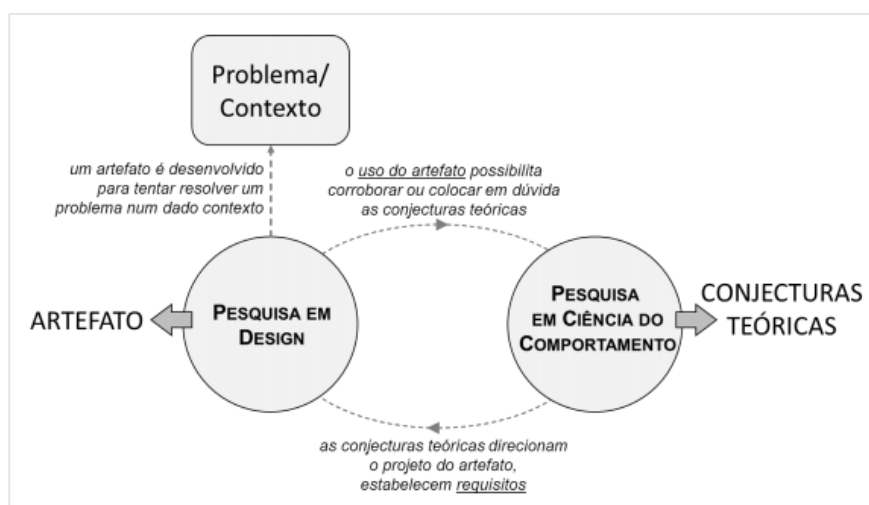 Problema/
Contexto
um artefato é desenvolvido
para tentar resolver um
problema num dado contexto
o uso do artefato possibilita
corroborar ou colocar em dúvida
as conjecturas teóricas
ARTEFATO
PESQUISA EM
DESIGN
PESQUISA
EM CIÊNCIA DO
COMPORTAMENTO
CONJECTURAS
TEÓRICAS
as conjecturas teóricas direcionam
o projeto do artefato,
estabelecem requisitos